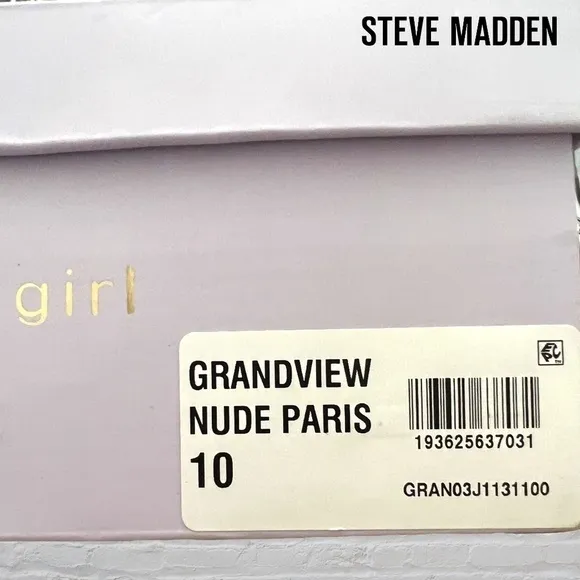 STEVE MADDEN
girl
GRANDVIEW
NUDE PARIS
10
193625637031
GRAN03J1131100